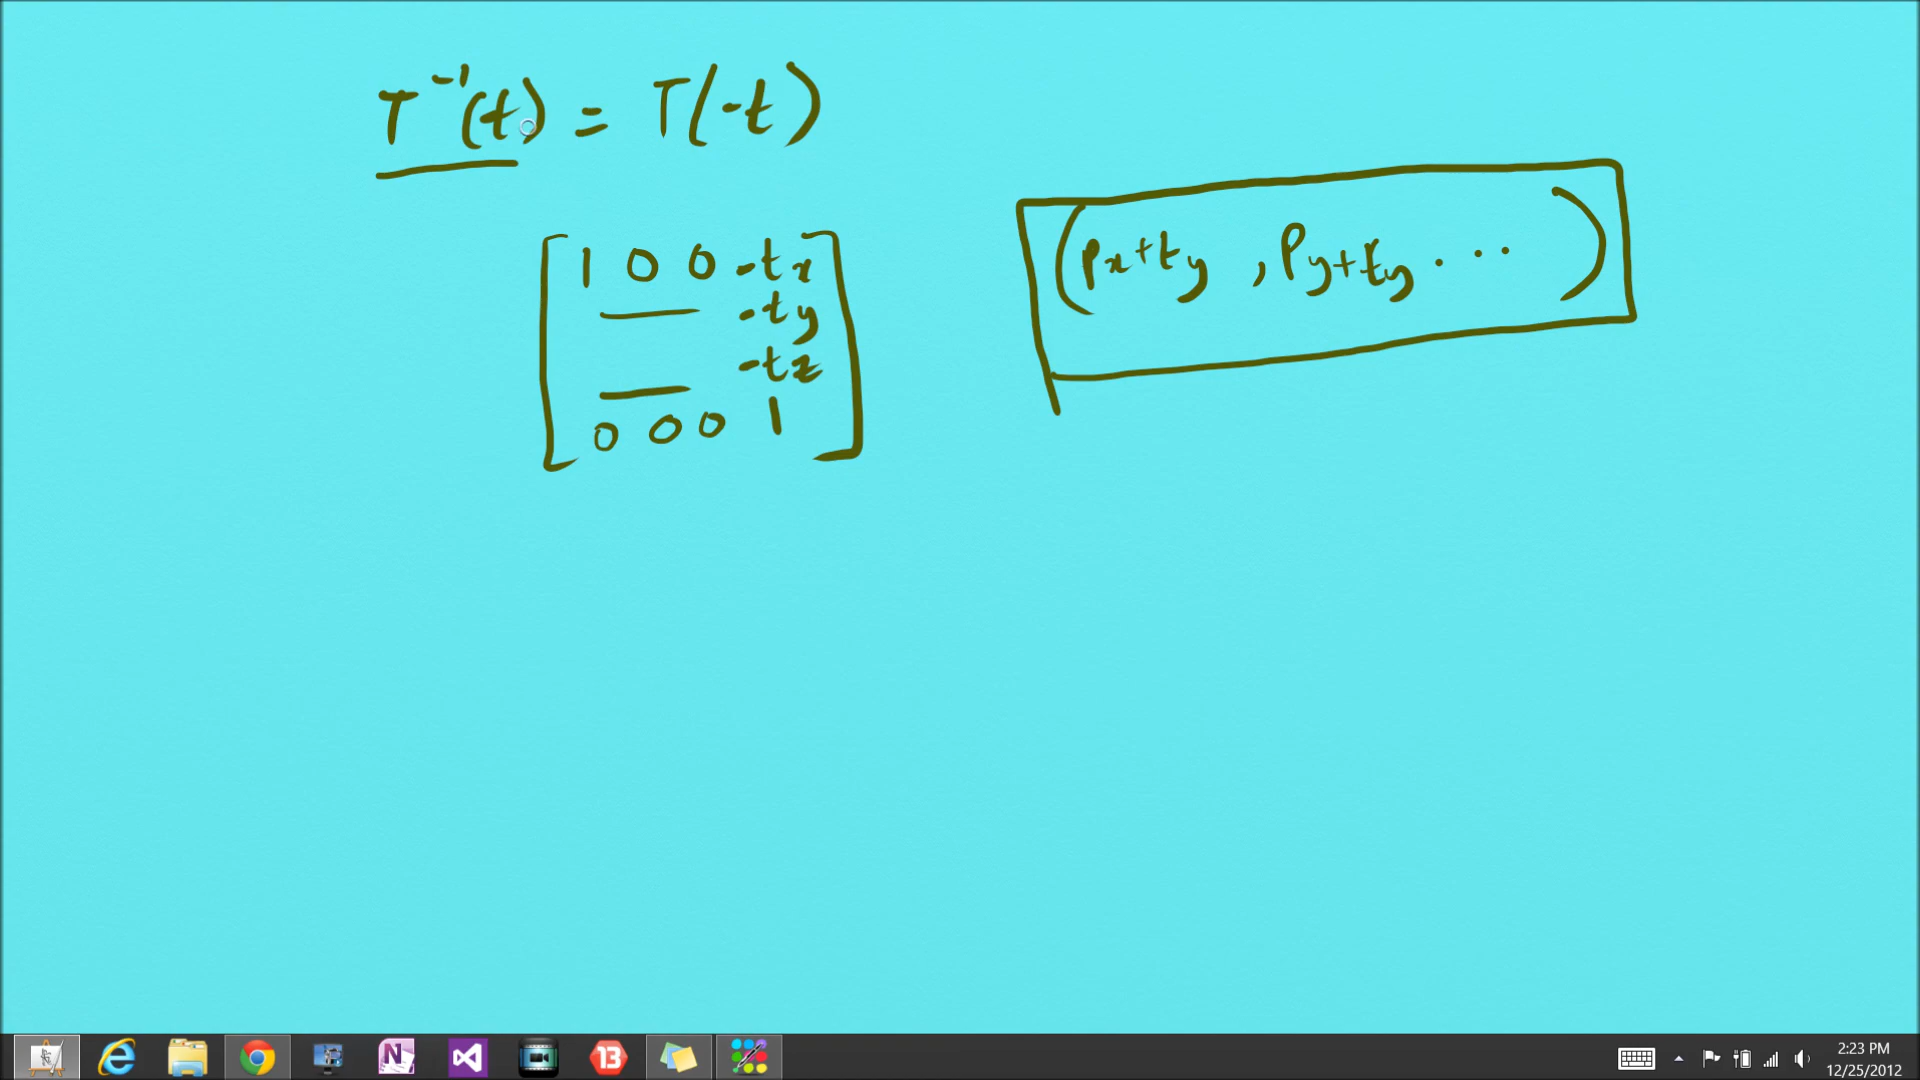 T⁻¹(t) = T(-t)
1 0 0 -tx
-ty
-tz
0 0 0 1
(Px+ty , Py+ty . . . )
N
13
2:23 PM
12/25/2012